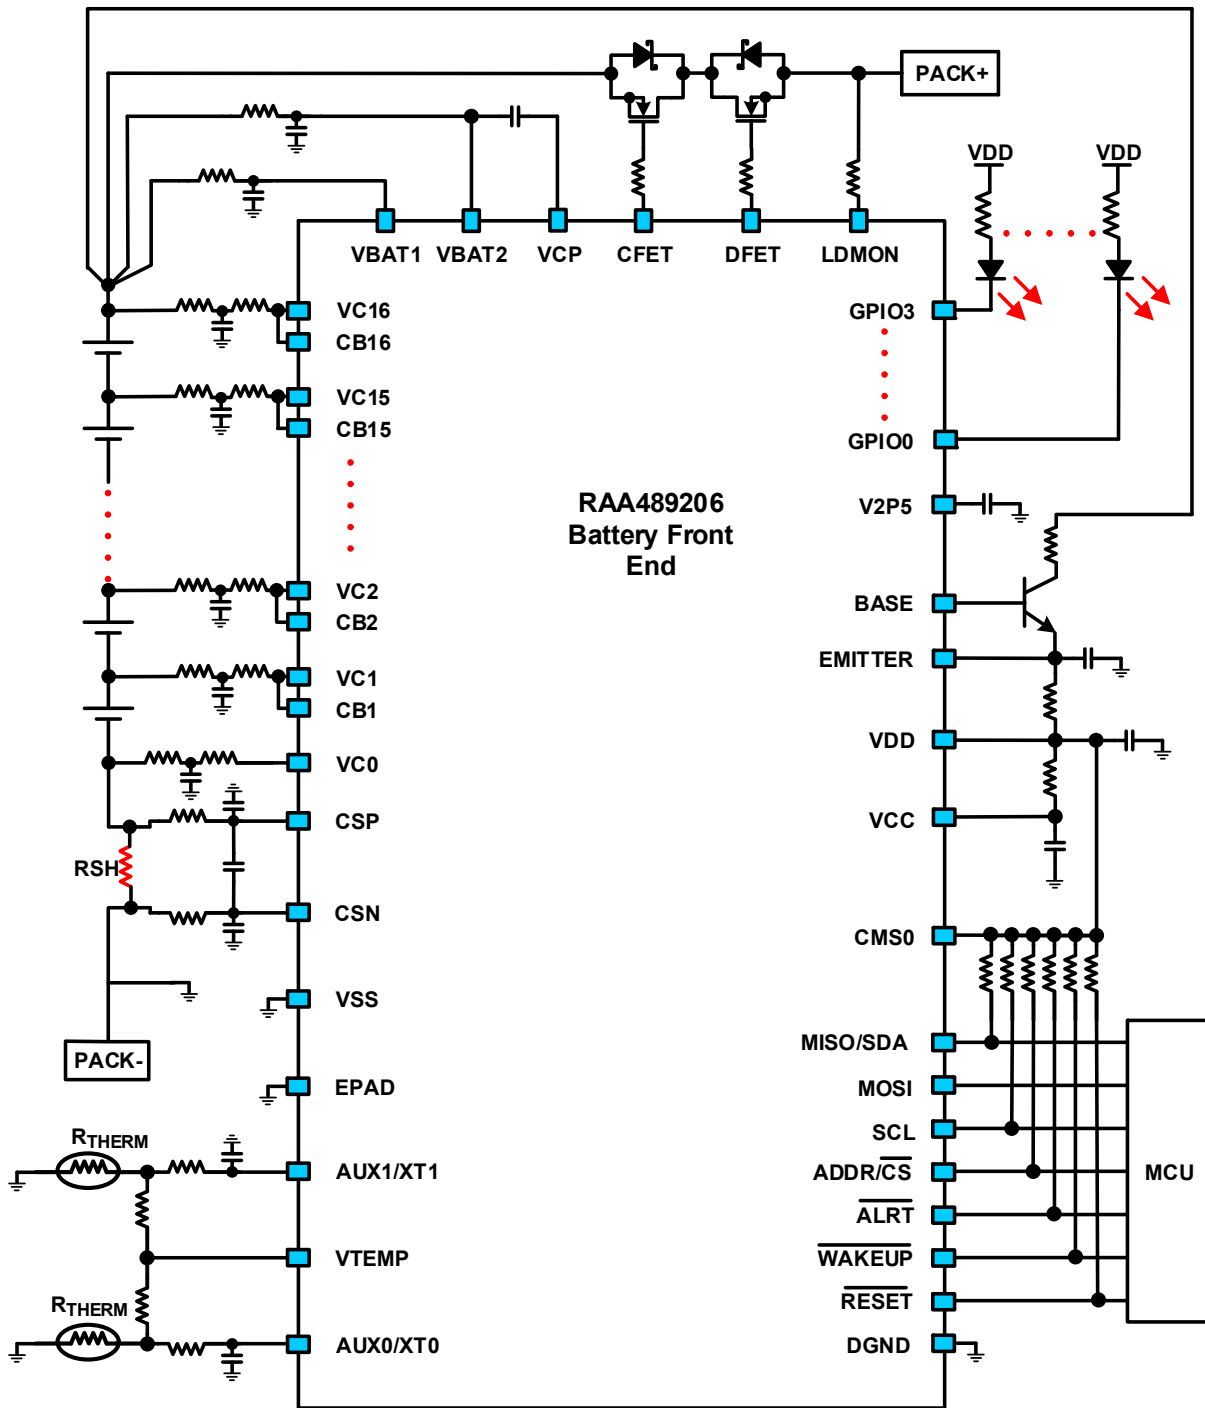 PACK+
VDD
VDD
VBAT1
VBAT2
VCP
CFET
DFET
LDMON
VC16
CB16
VC15
CB15
VC2
CB2
VC1
CB1
VC0
CSP
RSH
CSN
VSS
PACK-
EPAD
RTHERM
AUX1/XT1
VTEMP
RTHERM
AUX0/XT0
RAA489206
Battery Front
End
GPIO3
GPIO0
V2P5
BASE
EMITTER
VDD
VCC
CMS0
MISO/SDA
MOSI
SCL
ADDR/CS
ALRT
WAKEUP
RESET
DGND
MCU